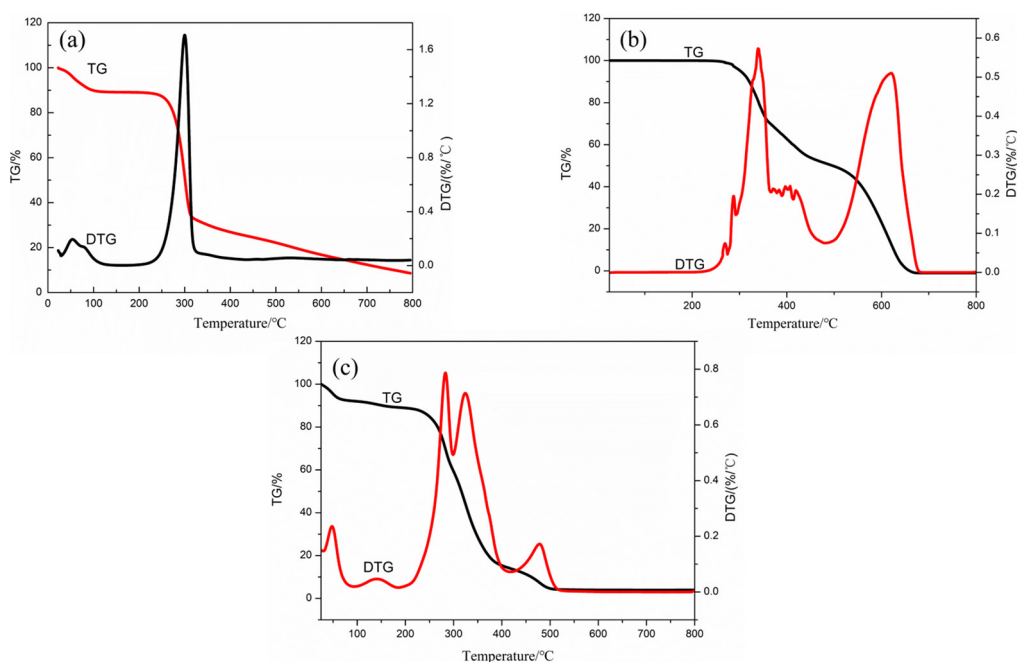 (a)
TG
DTG
120
100
80
60
40
20
0
TG/%
1.6
1.2
0.8
0.4
0.0
DTG/(%/℃)
0 100 200 300 400 500 600 700 800
Temperature/°C
(b)
TG
DTG
120
100
80
60
40
20
0
TG/%
0.6
0.5
0.4
0.3
0.2
0.1
0.0
DTG/(%/℃)
200 400 600 800
Temperature/°C
(c)
TG
DTG
120
100
80
60
40
20
0
TG/%
0.8
0.6
0.4
0.2
0.0
DTG/(%/℃)
100 200 300 400 500 600 700 800
Temperature/°C